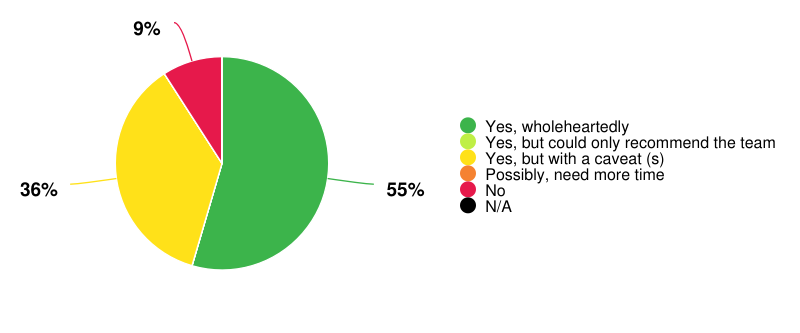 9%
36%
55%
Yes, wholeheartedly
Yes, but could only recommend the team
Yes, but with a caveat (s)
Possibly, need more time
No
N/A